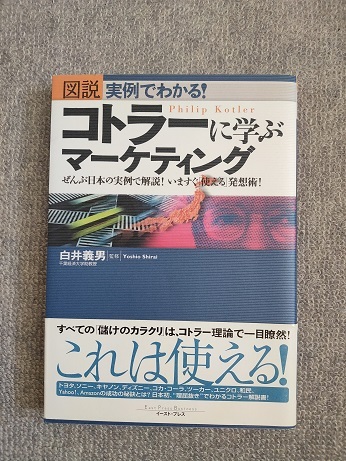 図説 実例でわかる!
Philip Kotler
コトラーに学ぶ
マーケティング
ぜんぶ日本の実例で解説! いますぐ「使える」発想術!
白井義男 監修 Yoshio Shirai
千葉経済大学助教授
すべての「儲けのカラクリ」は、コトラー理論で一目瞭然!
これは使える!
トヨタ、ソニー、キヤノン、ディズニー、コカ・コーラ、ツーカー、ユニクロ、和民、
Yahoo!、Amazonの成功の秘訣とは? 日本初、“理屈抜き”でわかるコトラー解説書!
East Press Business
イースト・プレス